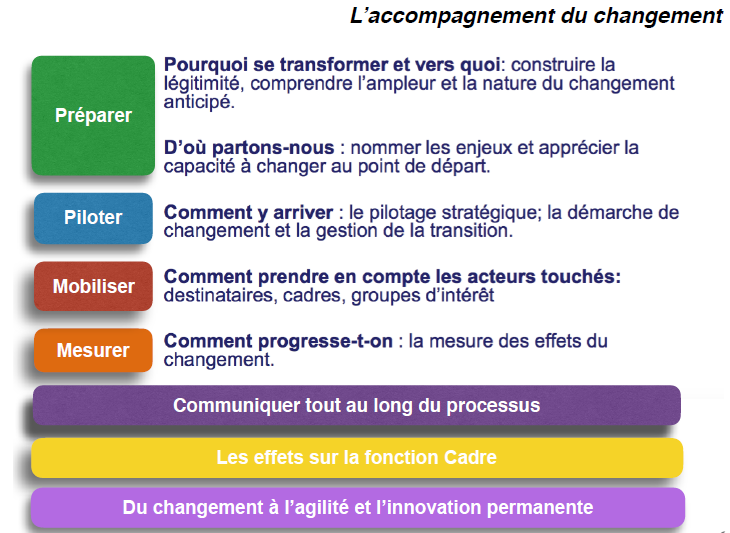 L’accompagnement du changement
Préparer
Pourquoi se transformer et vers quoi: construire la
légitimité, comprendre l’ampleur et la nature du changement
anticipé.
D’où partons-nous : nommer les enjeux et apprécier la
capacité à changer au point de départ.
Piloter
Comment y arriver : le pilotage stratégique; la démarche de
changement et la gestion de la transition.
Mobiliser
Comment prendre en compte les acteurs touchés:
destinataires, cadres, groupes d’intérêt
Mesurer
Comment progresse-t-on : la mesure des effets du
changement.
Communiquer tout au long du processus
Les effets sur la fonction Cadre
Du changement à l’agilité et l’innovation permanente